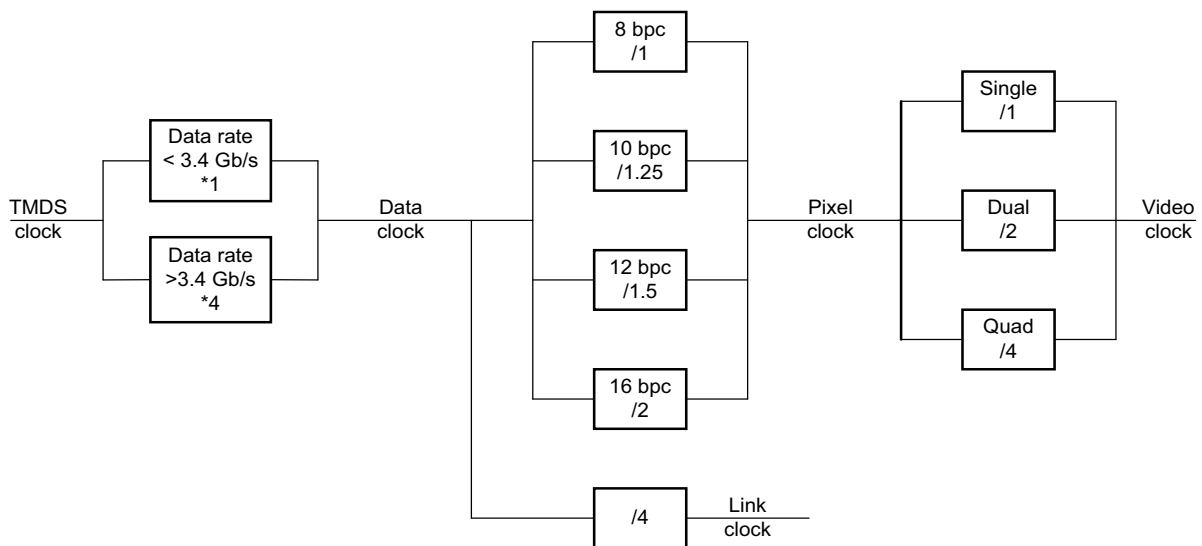 TMDS
clock
Data rate
< 3.4 Gb/s
*1
Data rate
>3.4 Gb/s
*4
Data
clock
8 bpc
/1
10 bpc
/1.25
12 bpc
/1.5
16 bpc
/2
/4
Link
clock
Pixel
clock
Single
/1
Dual
/2
Quad
/4
Video
clock